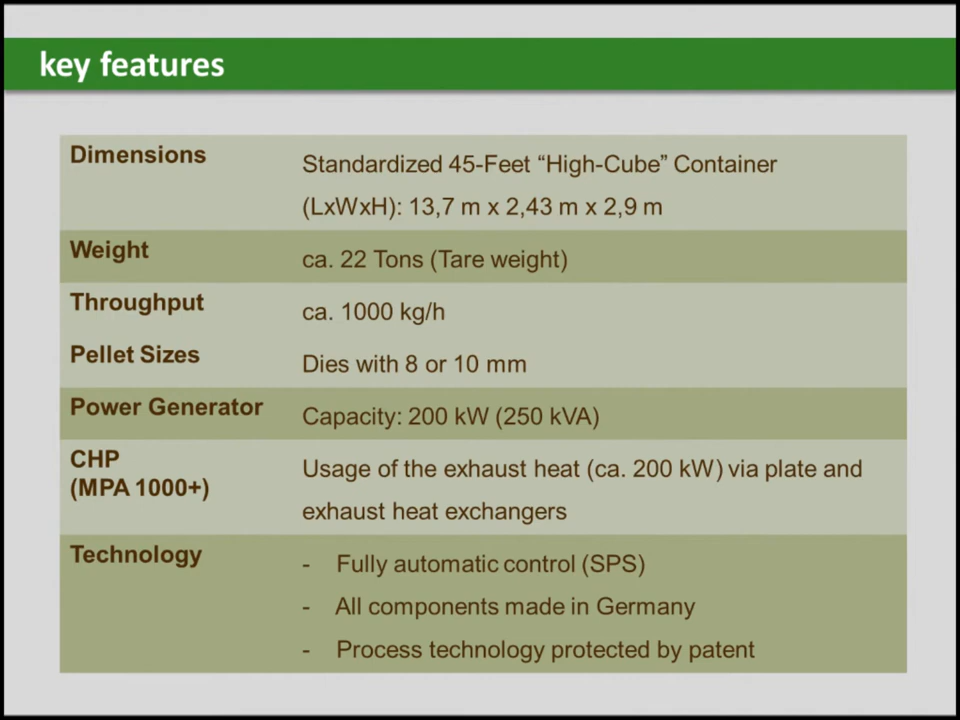 key features
Dimensions
Standardized 45-Feet “High-Cube” Container
(LxWxH): 13,7 m x 2,43 m x 2,9 m
Weight
ca. 22 Tons (Tare weight)
Throughput
ca. 1000 kg/h
Pellet Sizes
Dies with 8 or 10 mm
Power Generator
Capacity: 200 kW (250 kVA)
CHP
(MPA 1000+)
Usage of the exhaust heat (ca. 200 kW) via plate and
exhaust heat exchangers
Technology
- Fully automatic control (SPS)
- All components made in Germany
- Process technology protected by patent